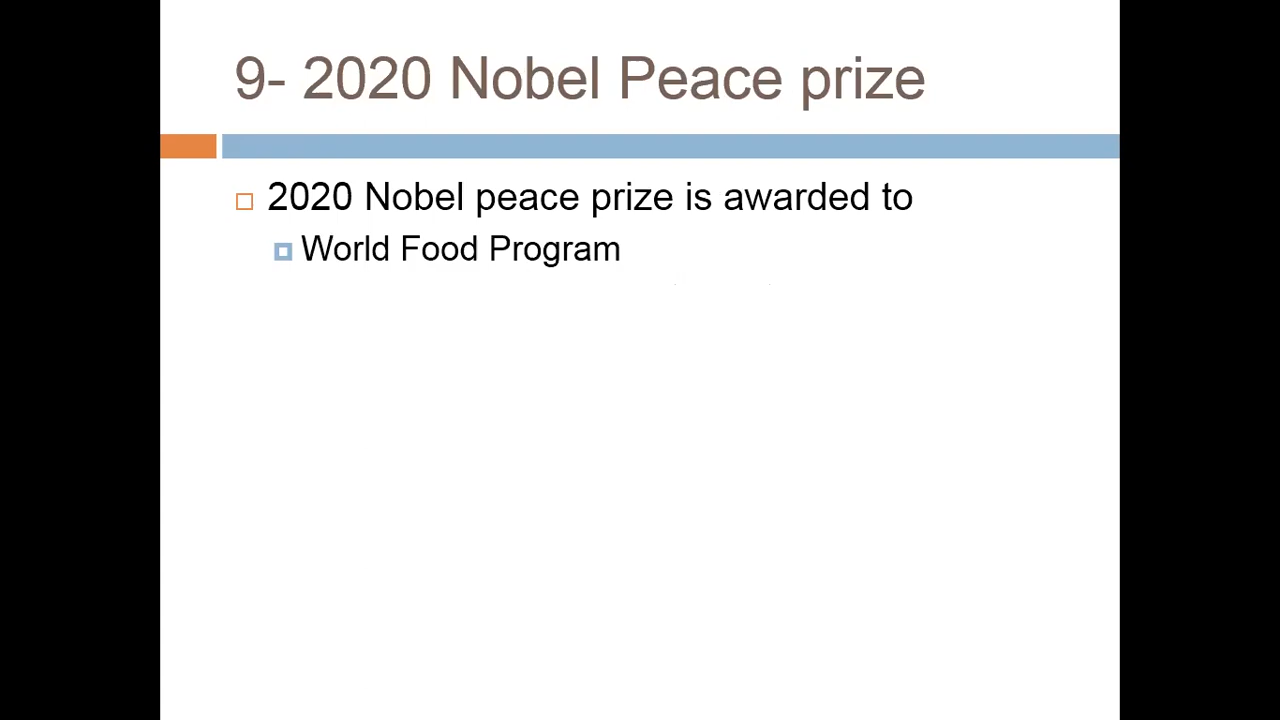 9- 2020 Nobel Peace prize
2020 Nobel peace prize is awarded to
World Food Program